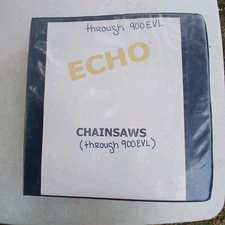 through 900EVL
ECHO
CHAINSAWS
(through 900EVL)